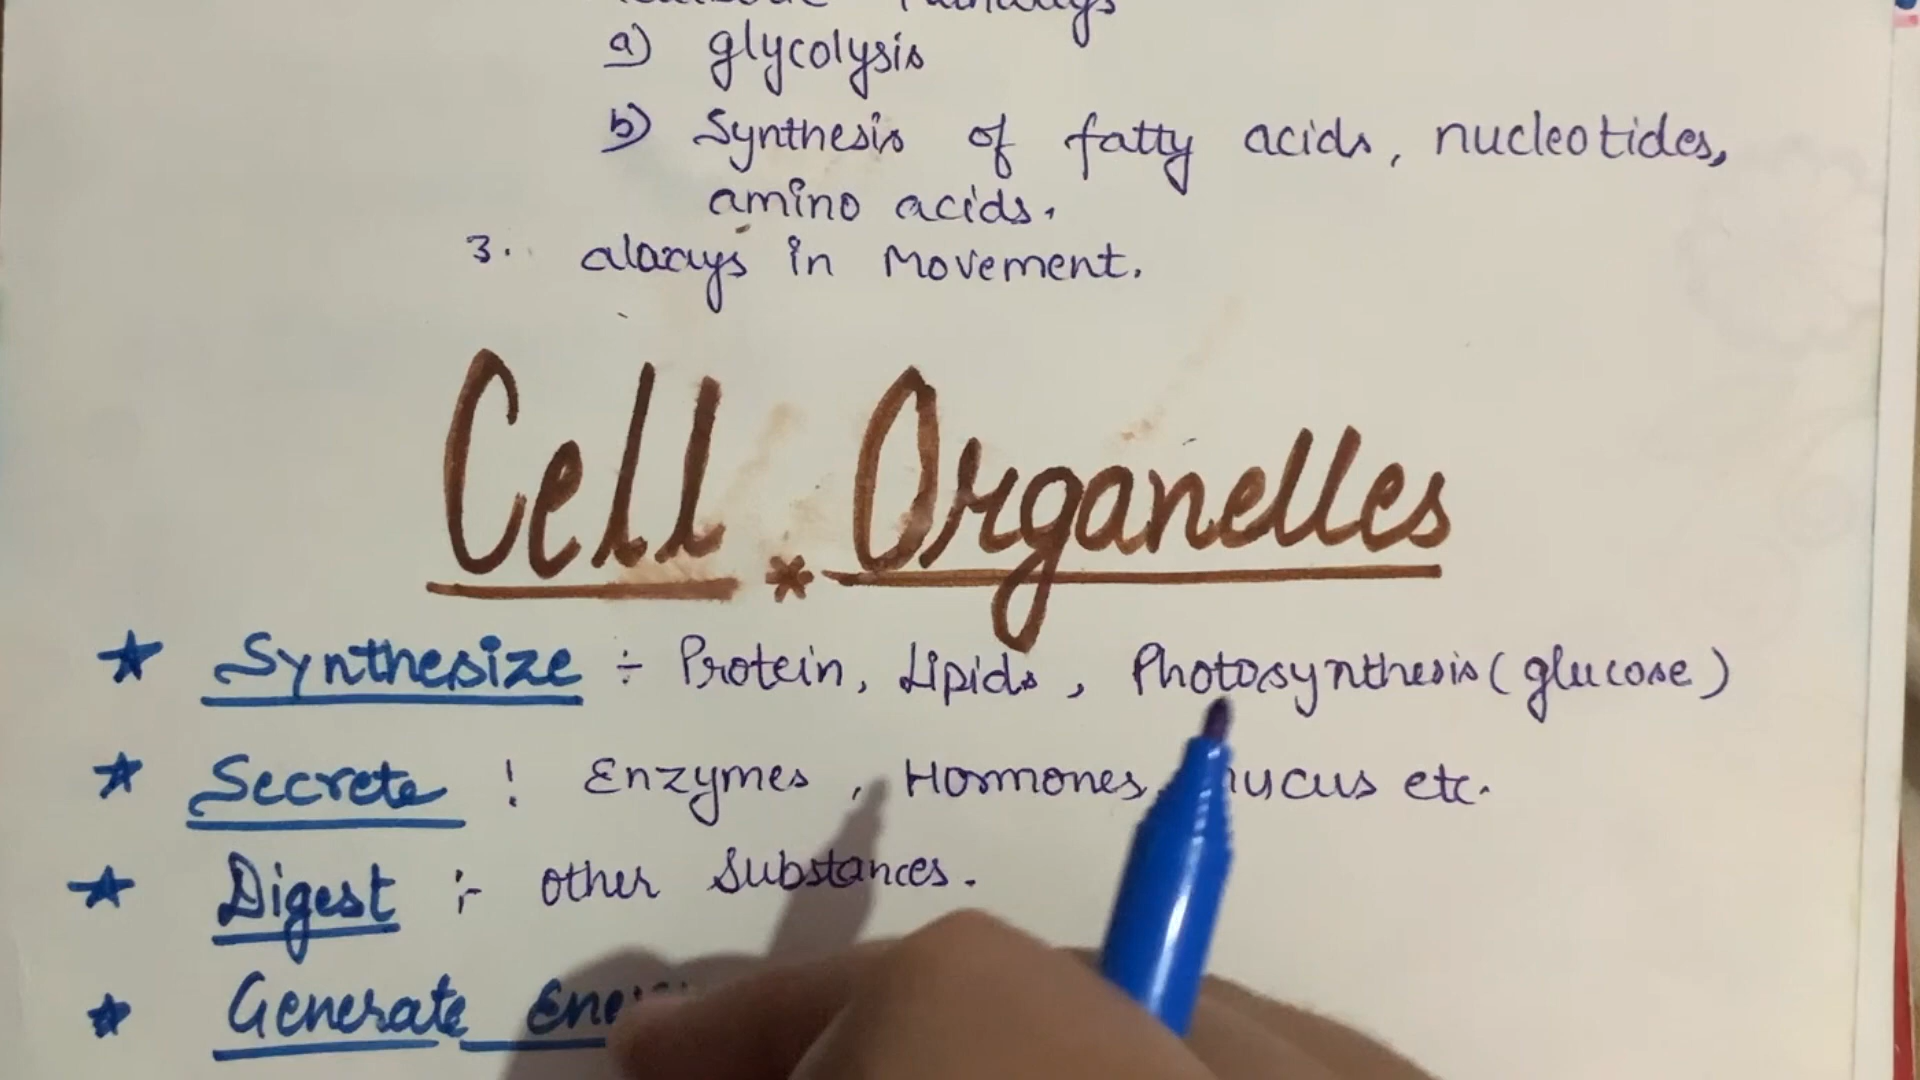 a) glycolysis
b) Synthesis of fatty acids, nucleotides,
amino acids.
3. always in Movement.
Cell * Organelles
★ Synthesize ÷ Protein, Lipids, Photosynthesis (glucose)
★ Secrete ! Enzymes, Hormones, mucus etc.
★ Digest :- other Substances.
★ Generate